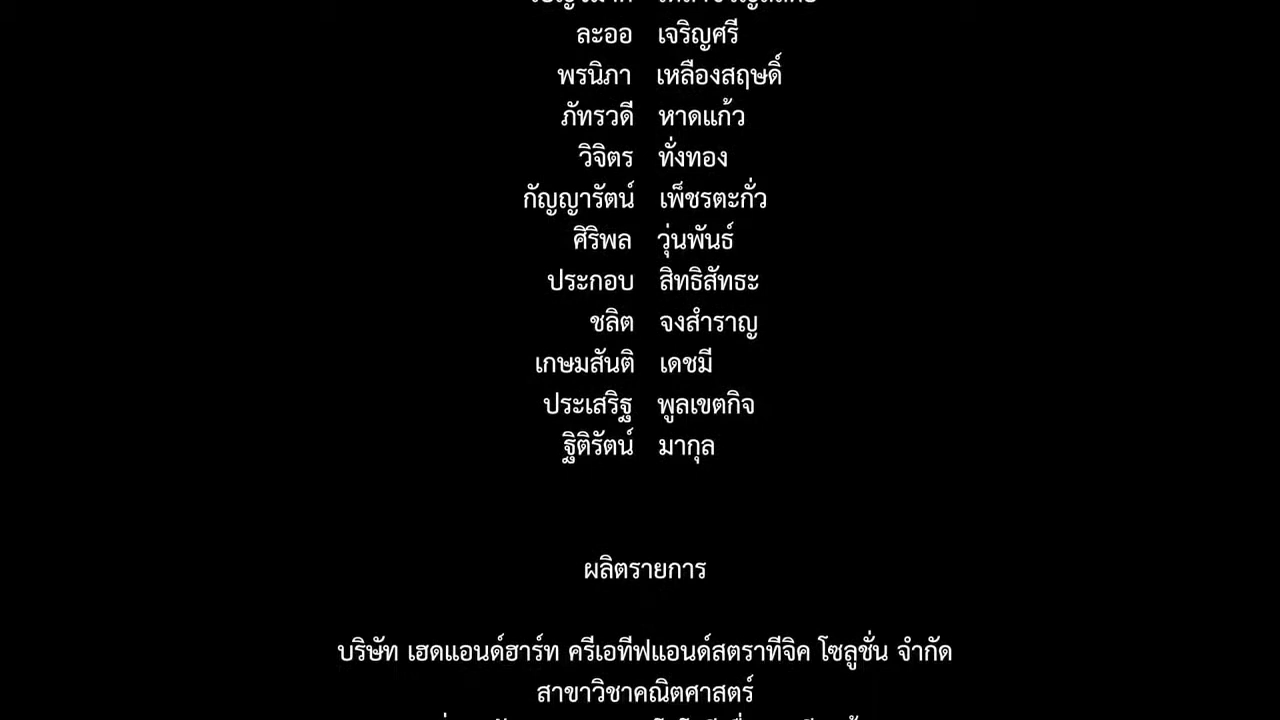 ละออ เจริญศรี
พรนิภา เหลืองสฤษดิ์
ภัทรวดี หาดแก้ว
วิจิตร ทั่งทอง
กัญญารัตน์ เพ็ชรตะกั่ว
ศิริพล วุ่นพันธ์
ประกอบ สิทธิสัทธะ
ชลิต จงสำราญ
เกษมสันติ เดชมี
ประเสริฐ พูลเขตกิจ
ฐิติรัตน์ มากุล
ผลิตรายการ
บริษัท เฮดแอนด์ฮาร์ท ครีเอทีฟแอนด์สตราทีจิค โซลูชั่น จำกัด
สาขาวิชาคณิตศาสตร์